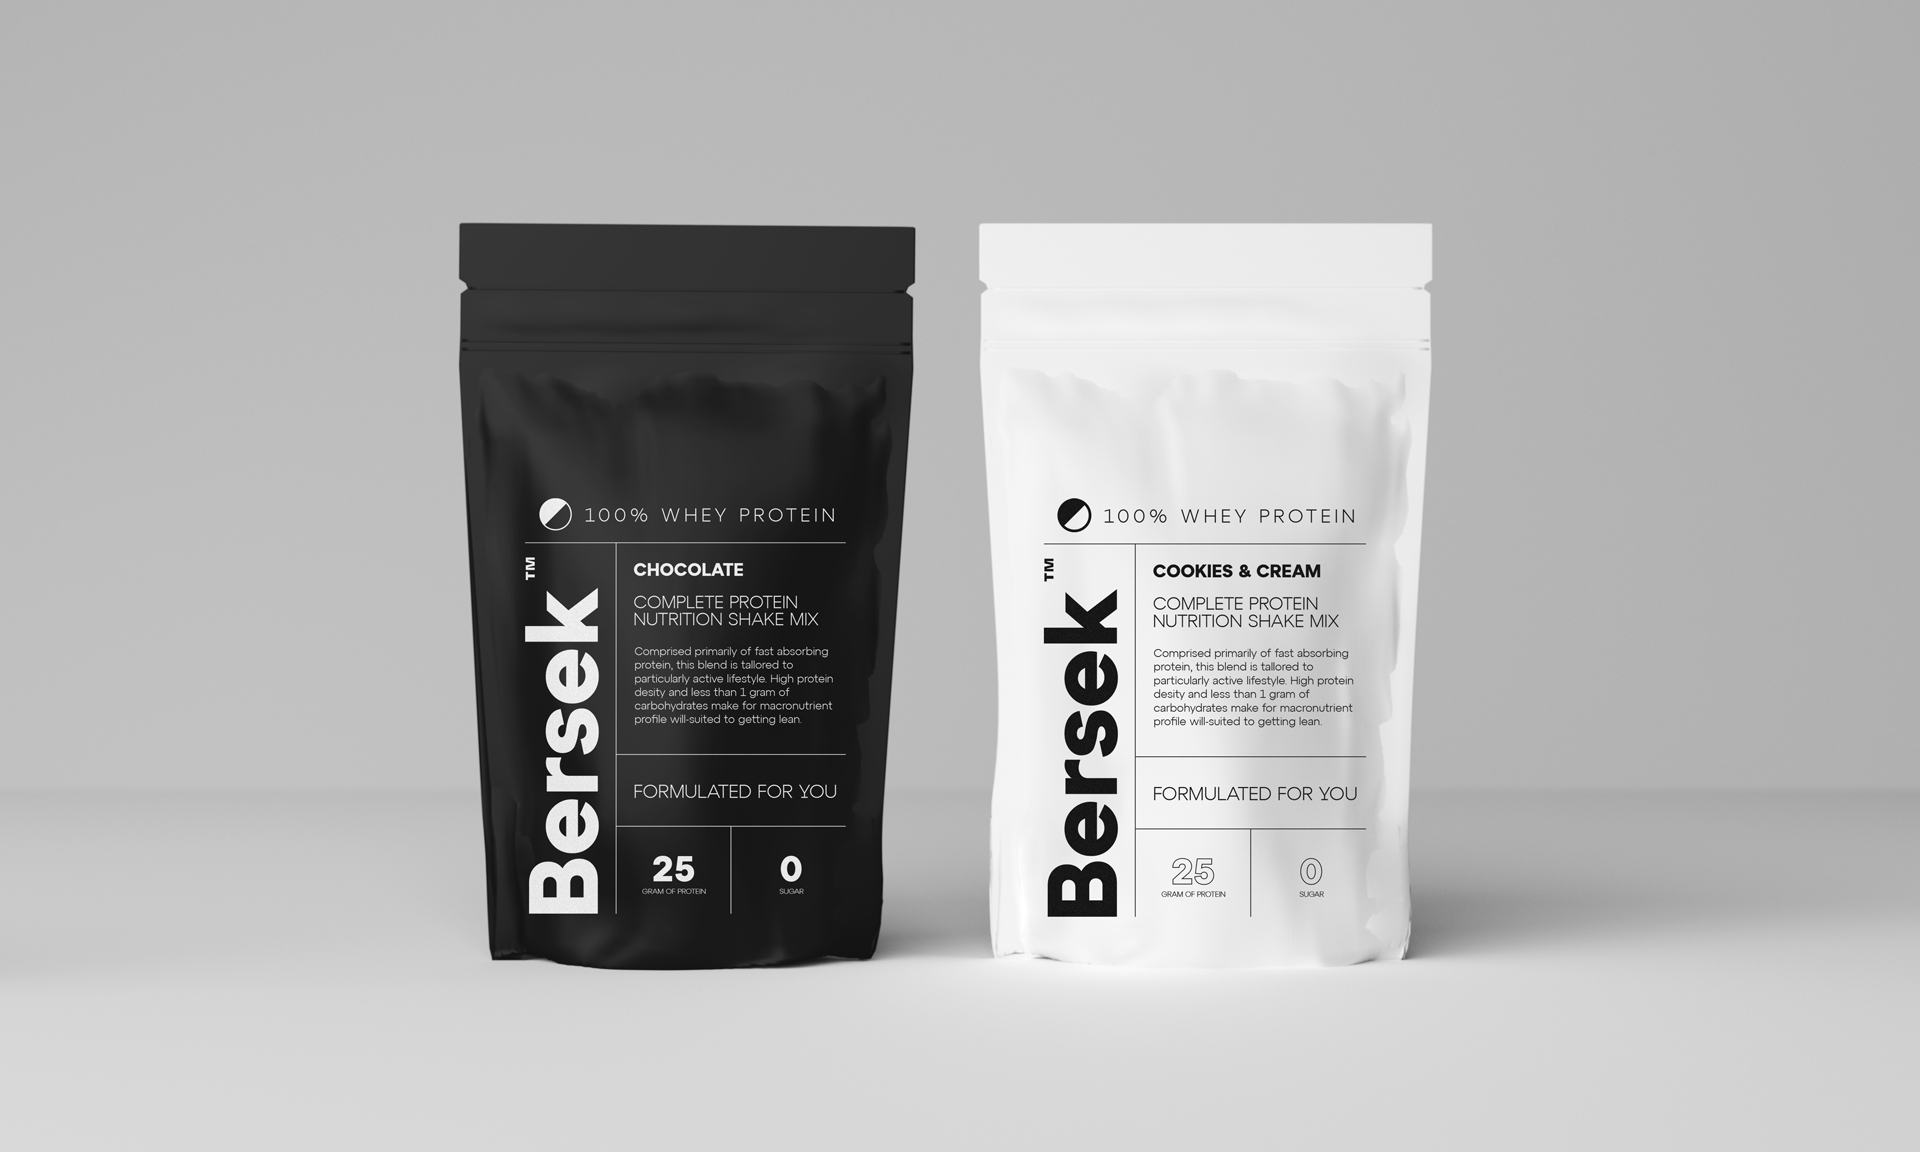 100% WHEY PROTEIN
Bersek™
CHOCOLATE
COMPLETE PROTEIN
NUTRITION SHAKE MIX
Comprised primarily of fast absorbing
protein, this blend is tallored to
particularly active lifestyle. High protein
desity and less than 1 gram of
carbohydrates make for macronutrient
profile will-suited to getting lean.
FORMULATED FOR YOU
25
GRAM OF PROTEIN
0
SUGAR
100% WHEY PROTEIN
Bersek™
COOKIES & CREAM
COMPLETE PROTEIN
NUTRITION SHAKE MIX
Comprised primarily of fast absorbing
protein, this blend is tallored to
particularly active lifestyle. High protein
desity and less than 1 gram of
carbohydrates make for macronutrient
profile will-suited to getting lean.
FORMULATED FOR YOU
25
GRAM OF PROTEIN
0
SUGAR